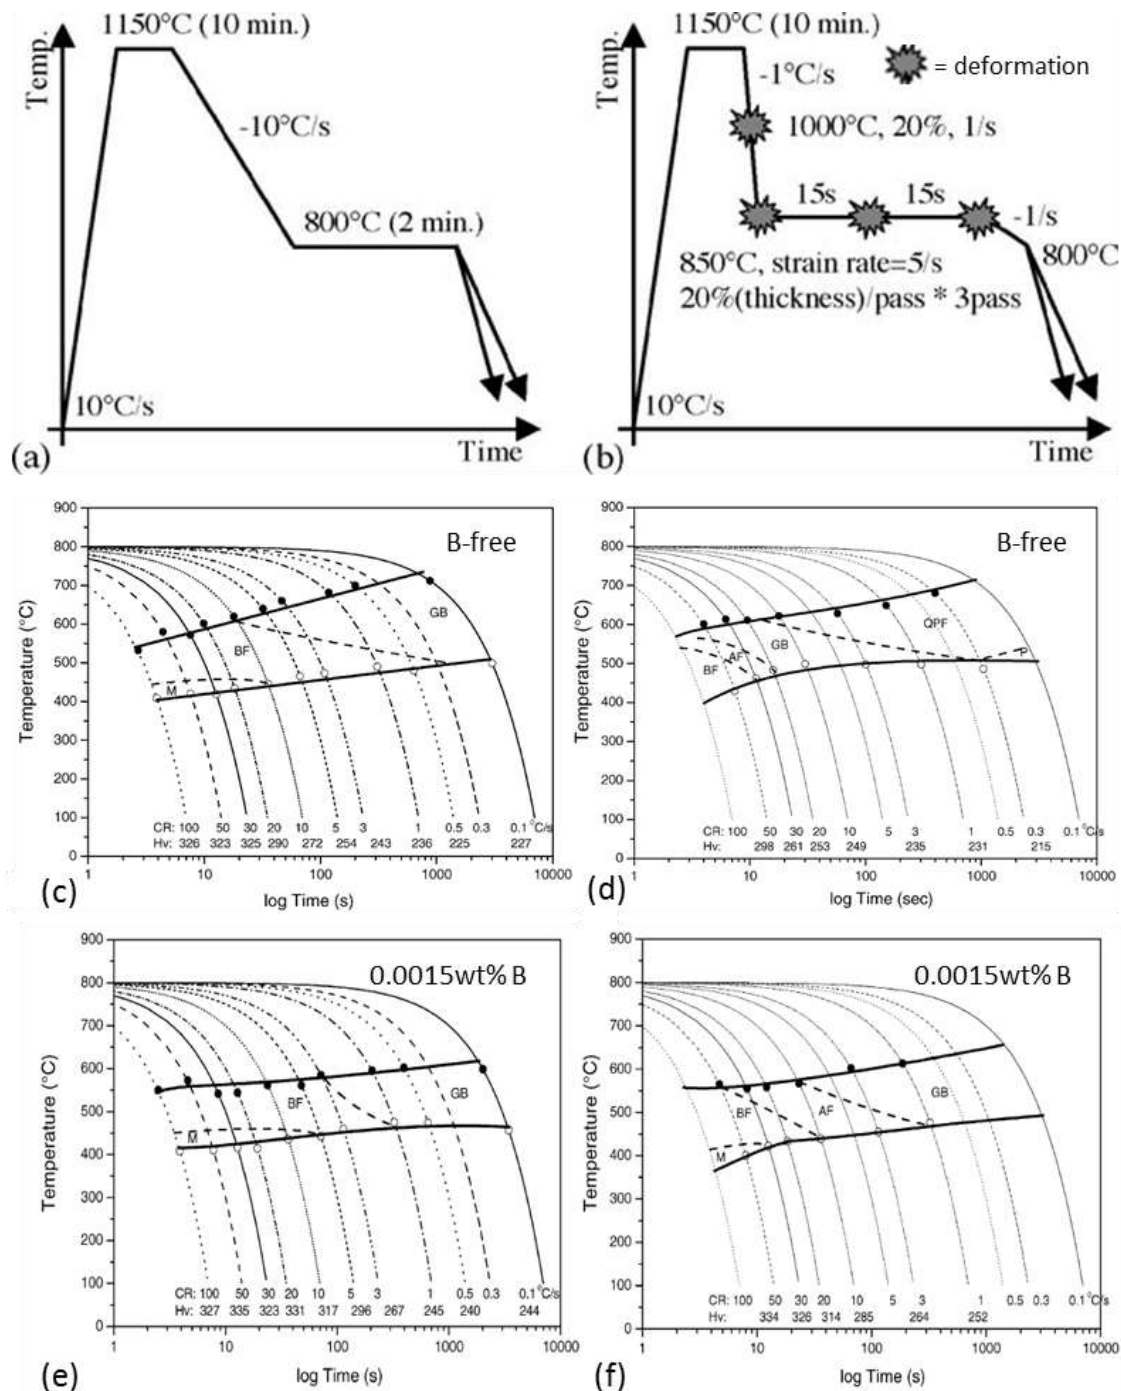 1150°C (10 min.)
Temp.
-10°C/s
800°C (2 min.)
10°C/s
Time
(a)
1150°C (10 min.)
Temp.
-1°C/s
= deformation
1000°C, 20%, 1/s
15s 15s
-1/s
850°C, strain rate=5/s
800°C
20%(thickness)/pass * 3pass
10°C/s
Time
(b)
B-free
Temperature (°C)
900
800
700
600
500
400
300
200
100
0
GB
BF
M
CR: 100 50 30 20 10 5 3 1 0.5 0.3 0.1 °C/s
Hv: 326 323 325 290 272 254 243 236 225 227
1 10 100 1000 10000
log Time (s)
(c)
B-free
Temperature (°C)
900
800
700
600
500
400
300
200
100
0
QPF
GB
AF
BF
P
CR: 100 50 30 20 10 5 3 1 0.5 0.3 0.1 °C/s
Hv: 298 261 253 249 235 231 215
1 10 100 1000 10000
log Time (sec)
(d)
0.0015wt% B
Temperature (°C)
900
800
700
600
500
400
300
200
100
0
GB
BF
M
CR: 100 50 30 20 10 5 3 1 0.5 0.3 0.1 °C/s
Hv: 327 335 323 331 317 296 267 245 240 244
1 10 100 1000 10000
log Time (s)
(e)
0.0015wt% B
Temperature (°C)
900
800
700
600
500
400
300
200
100
0
GB
BF AF
M
CR: 100 50 30 20 10 5 3 1 0.5 0.3 0.1 °C/s
Hv: 334 326 314 285 264 252
1 10 100 1000 10000
log Time (s)
(f)